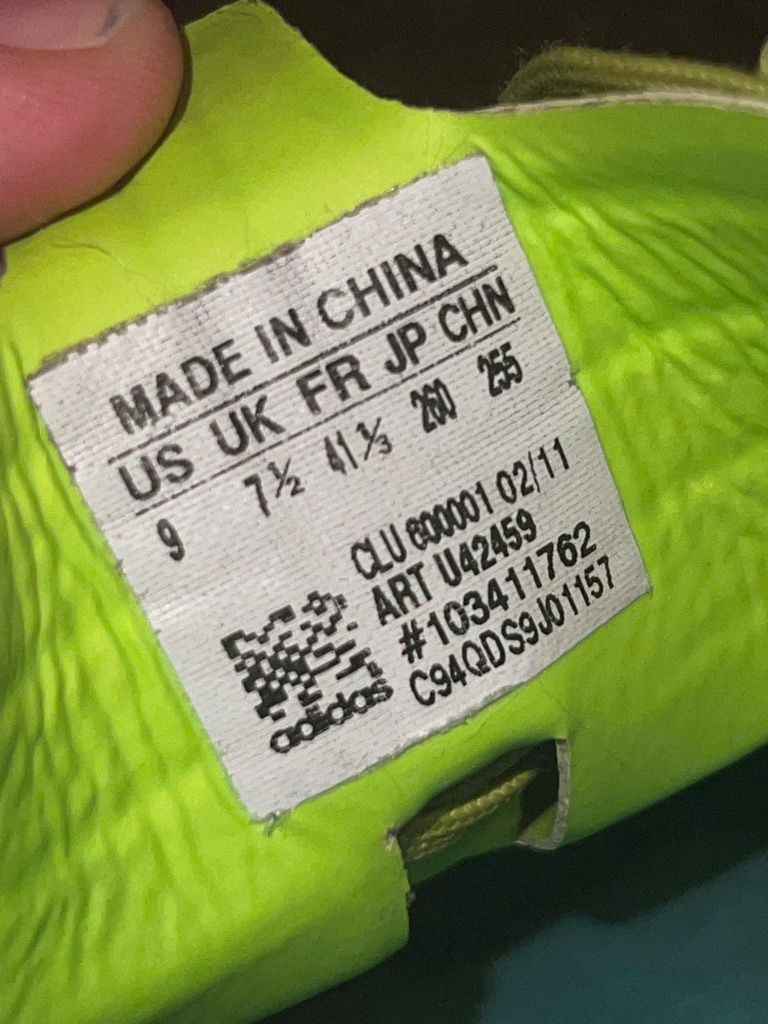 MADE IN CHINA
US UK FR JP CHN
9 7½ 41⅓ 260 255
CLU 600001 02/11
ART U42459
#103411762
C94QDS9J01157
adidas